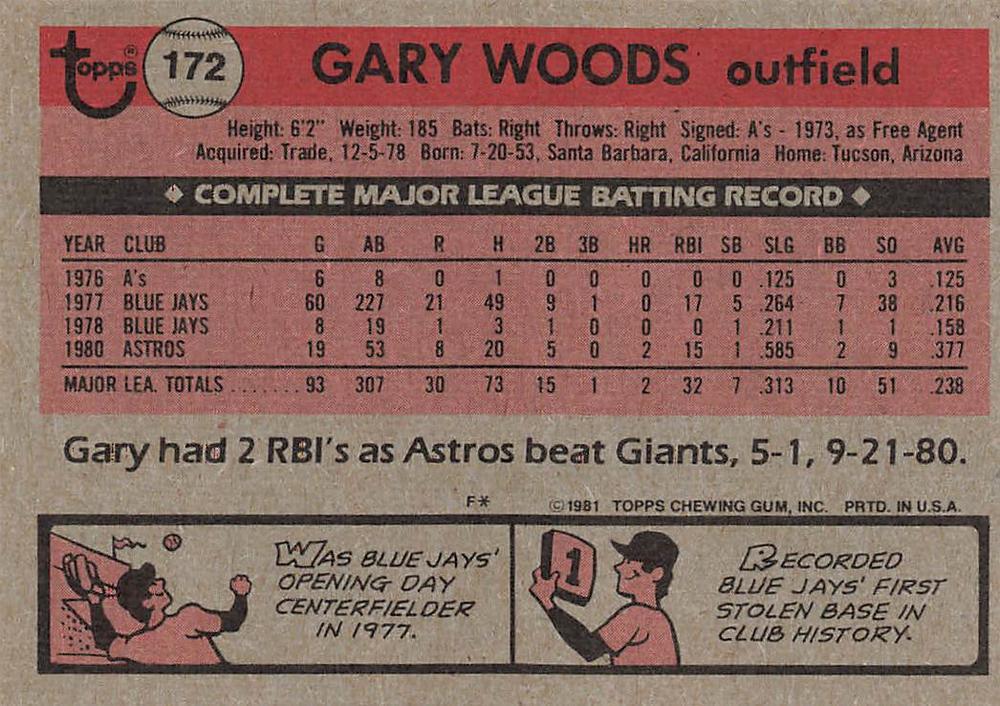 topps® 172 GARY WOODS outfield
Height: 6'2" Weight: 185 Bats: Right Throws: Right Signed: A's - 1973, as Free Agent
Acquired: Trade, 12-5-78 Born: 7-20-53, Santa Barbara, California Home: Tucson, Arizona
◆ COMPLETE MAJOR LEAGUE BATTING RECORD ◆
YEAR CLUB G AB R H 2B 3B HR RBI SB SLG BB SO AVG
1976 A's 6 8 0 1 0 0 0 0 0 .125 0 3 .125
1977 BLUE JAYS 60 227 21 49 9 1 0 17 5 .264 7 38 .216
1978 BLUE JAYS 8 19 1 3 1 0 0 0 1 .211 1 1 .158
1980 ASTROS 19 53 8 20 5 0 2 15 1 .585 2 9 .377
MAJOR LEA. TOTALS ........ 93 307 30 73 15 1 2 32 7 .313 10 51 .238
Gary had 2 RBI's as Astros beat Giants, 5-1, 9-21-80.
F* ©1981 TOPPS CHEWING GUM, INC. PRTD. IN U.S.A.
WAS BLUE JAYS'
OPENING DAY
CENTERFIELDER
IN 1977.
1
RECORDED
BLUE JAYS' FIRST
STOLEN BASE IN
CLUB HISTORY.